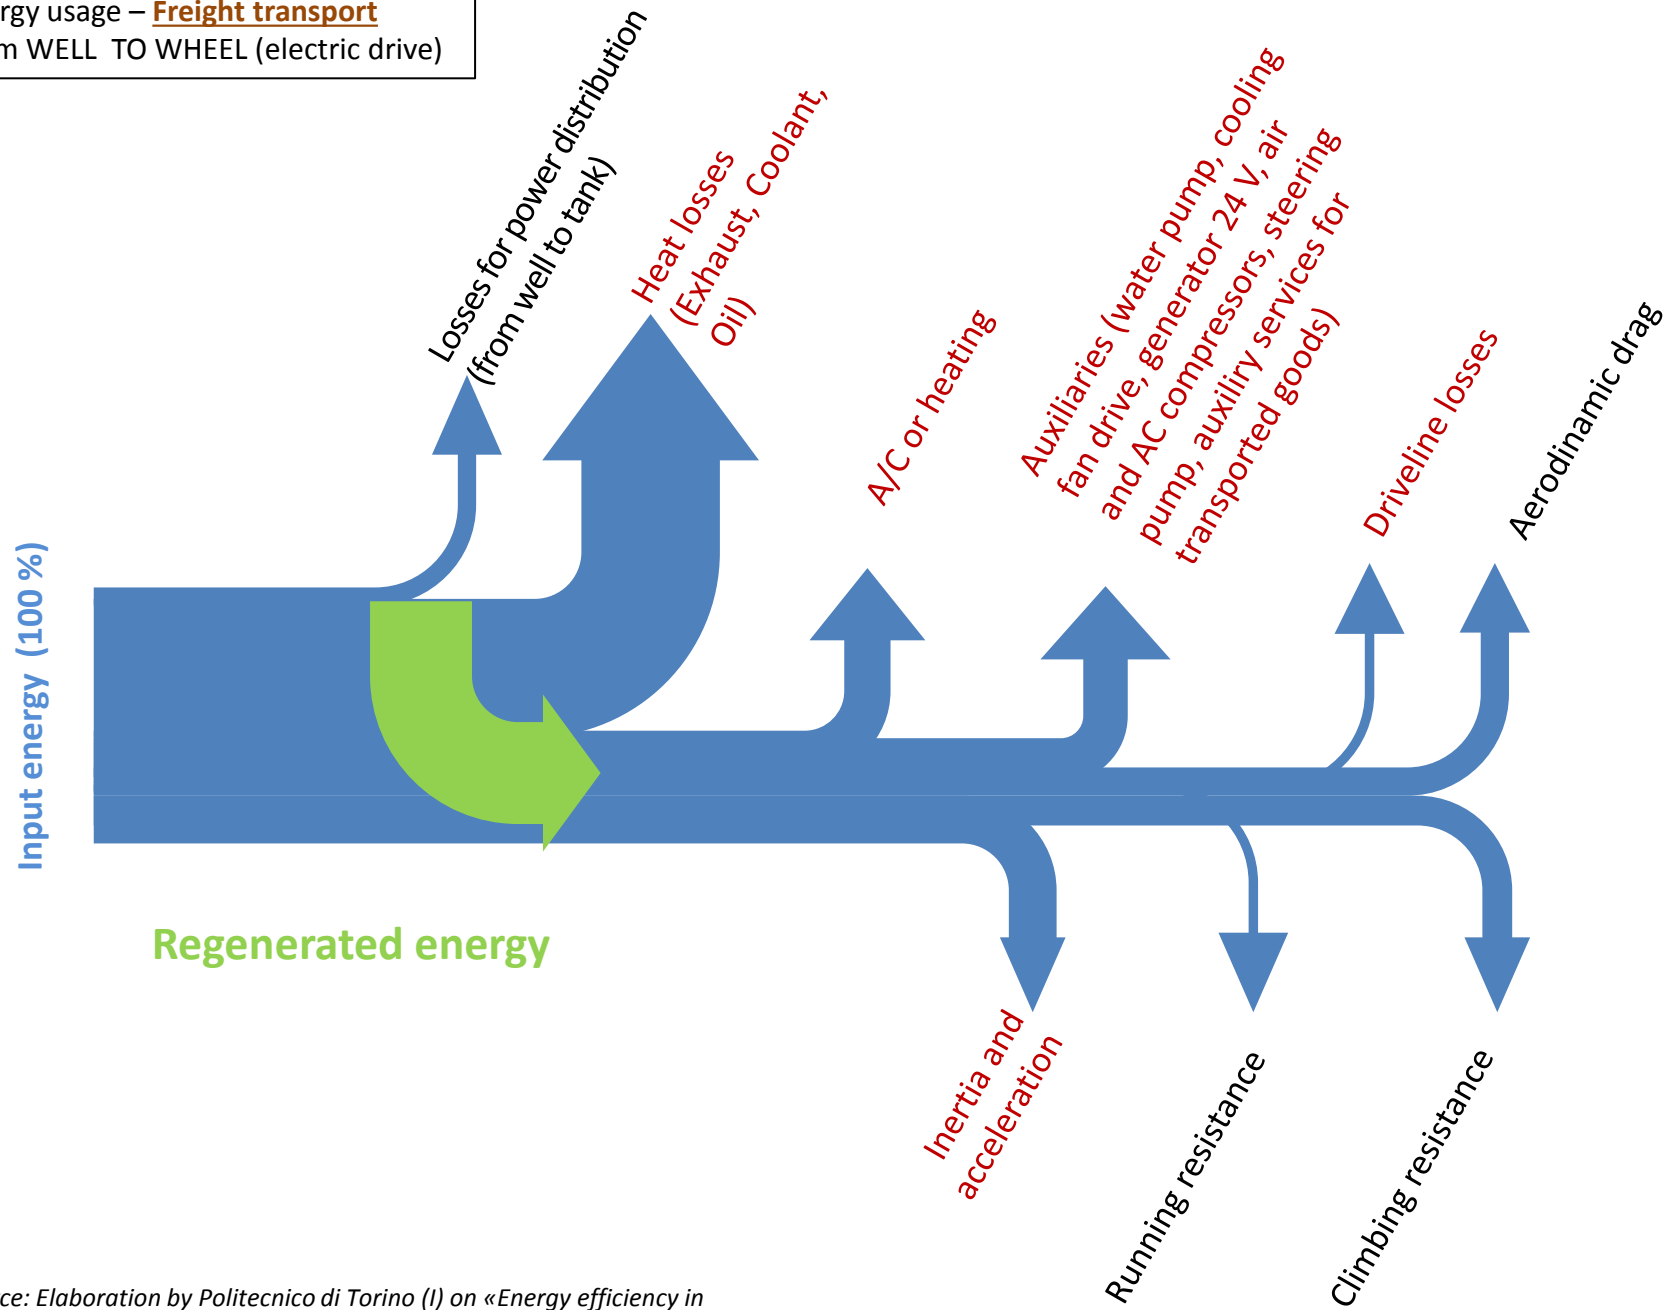 rgy usage – Freight transport
m WELL TO WHEEL (electric drive)
Losses for power distribution
(from well to tank)
Heat losses
(Exhaust, Coolant,
Oil)
A/C or heating
Auxiliaries (water pump, cooling
fan drive, generator 24 V, air
and AC compressors, steering
pump, auxiliry services for
transported goods)
Driveline losses
Aerodinamic drag
Input energy (100 %)
Regenerated energy
Inertia and
acceleration
Running resistance
Climbing resistance
ce: Elaboration by Politecnico di Torino (I) on «Energy efficiency in